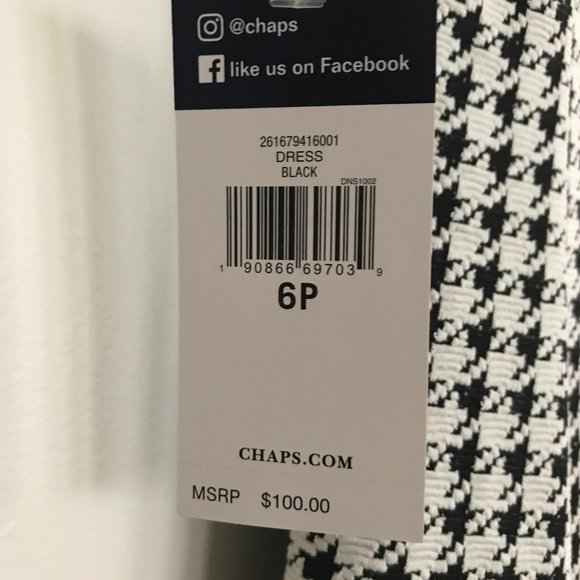 @chaps
like us on Facebook
261679416001
DRESS
BLACK
DNS1002
1 90866 69703 9
6P
CHAPS.COM
MSRP $100.00